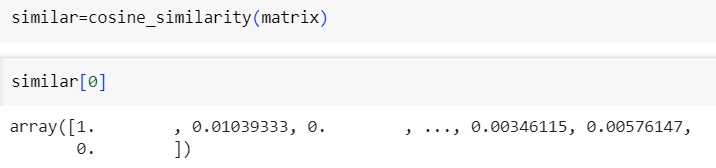 similar=cosine_similarity(matrix)
similar[0]
array([1.        , 0.01039333, 0.        , ..., 0.00346115, 0.00576147,
       0.        ])